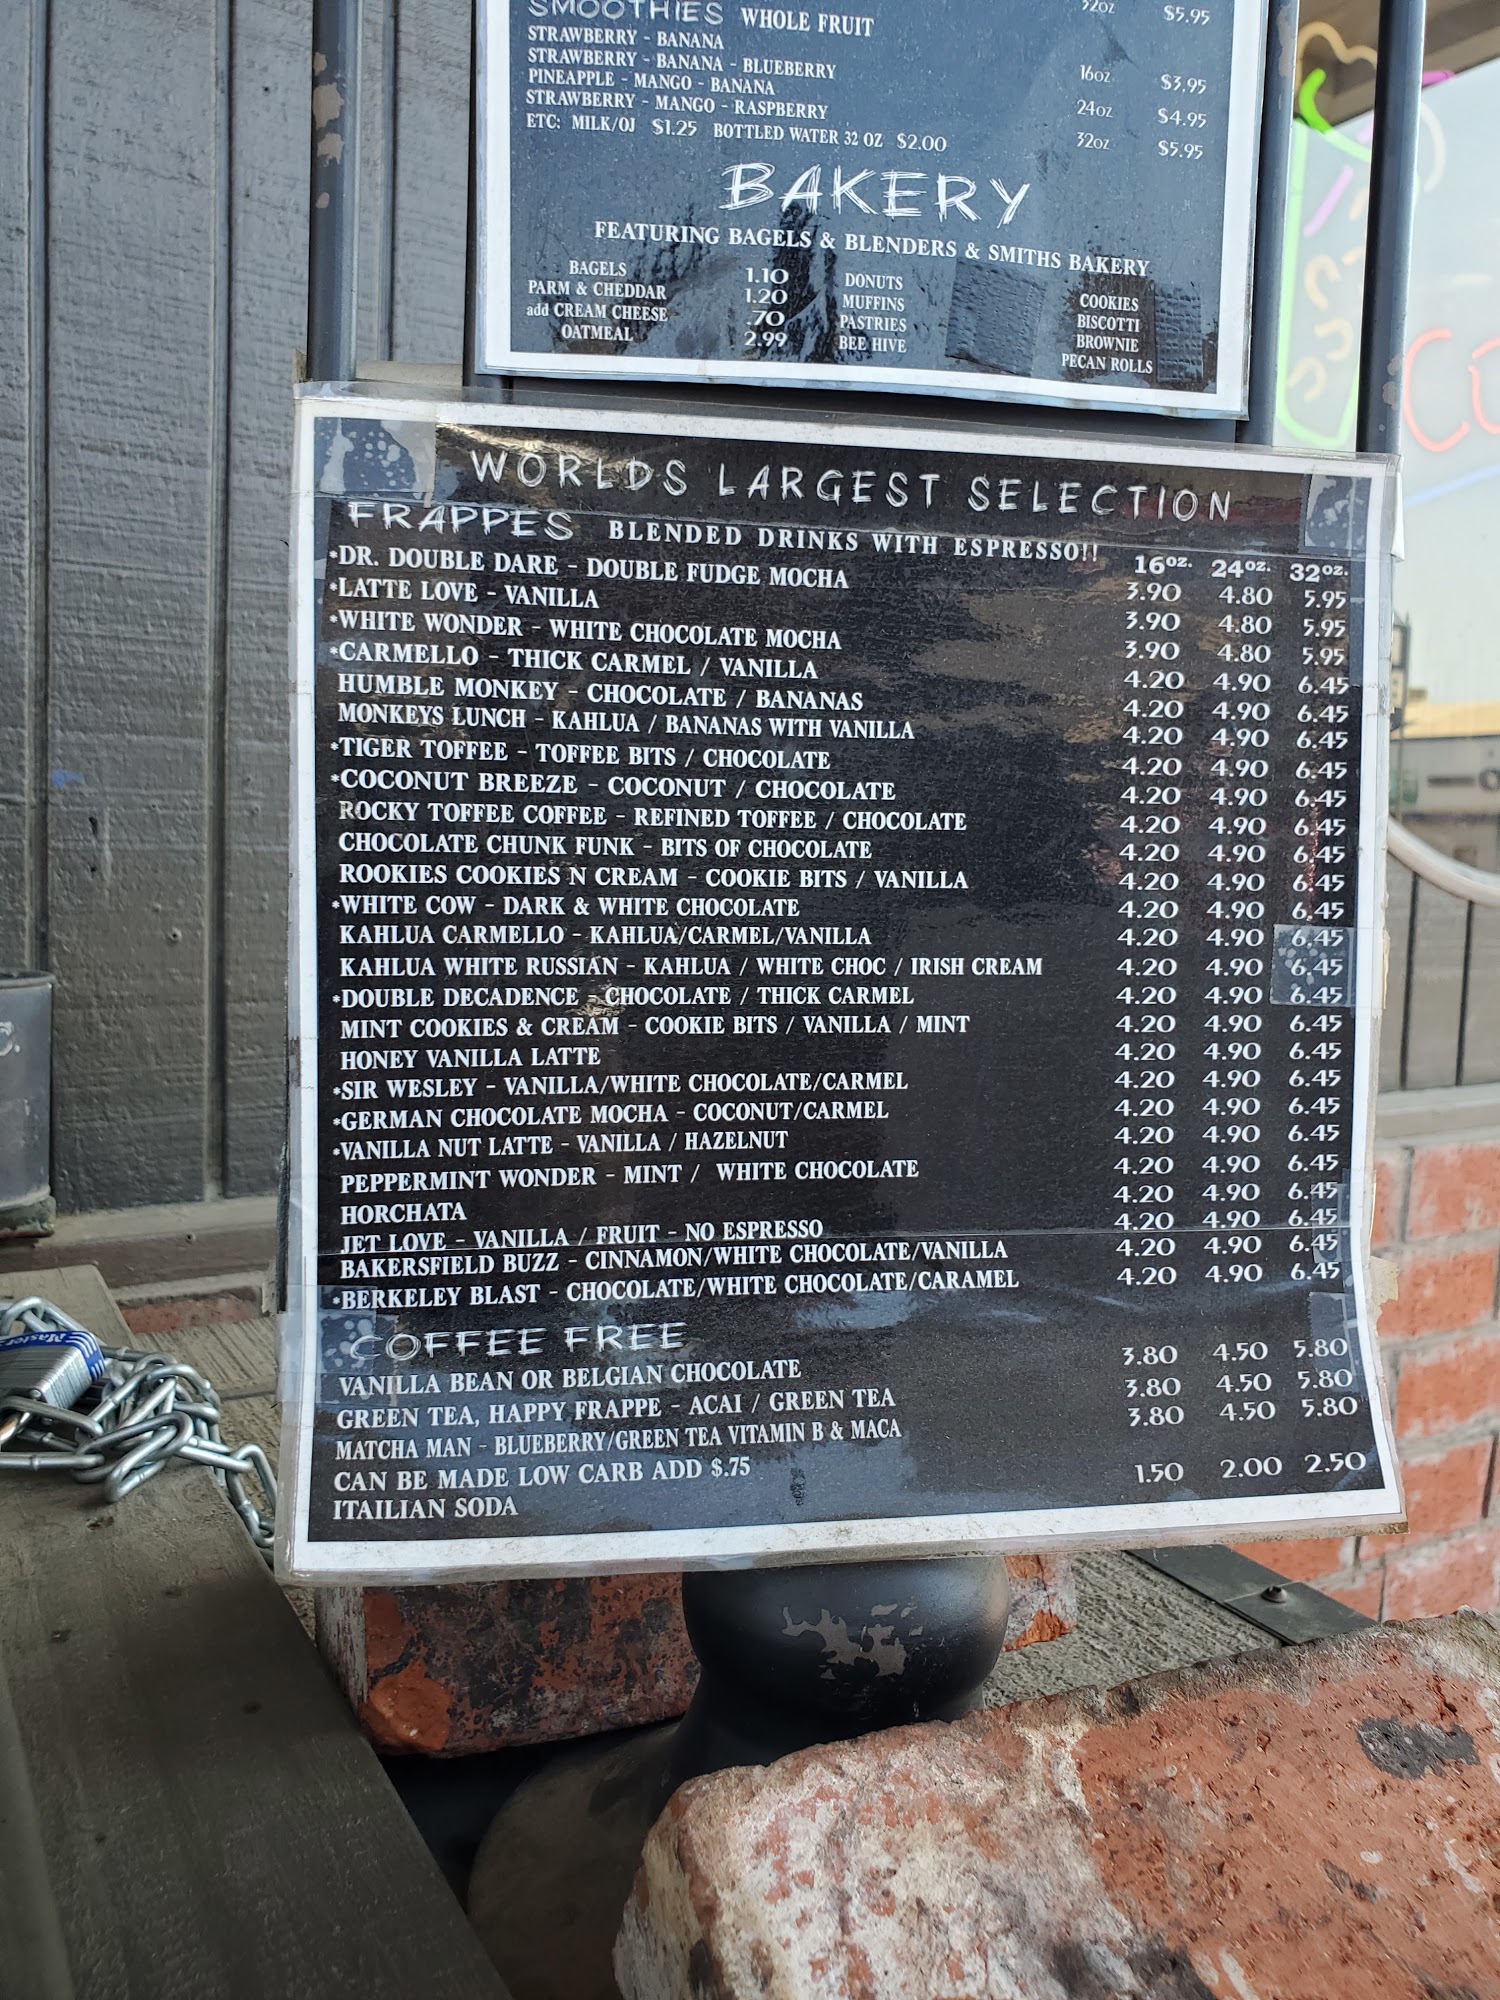 SMOOTHIES WHOLE FRUIT 32OZ $5.95
STRAWBERRY - BANANA
STRAWBERRY - BANANA - BLUEBERRY 16OZ $3.95
PINEAPPLE - MANGO - BANANA
STRAWBERRY - MANGO - RASPBERRY 24OZ $4.95
ETC: MILK/OJ $1.25 BOTTLED WATER 32 OZ $2.00 32OZ $5.95
BAKERY
FEATURING BAGELS & BLENDERS & SMITHS BAKERY
BAGELS 1.10 DONUTS COOKIES
PARM & CHEDDAR 1.20 MUFFINS BISCOTTI
add CREAM CHEESE .70 PASTRIES BROWNIE
OATMEAL 2.99 BEE HIVE PECAN ROLLS
WORLDS LARGEST SELECTION
FRAPPES BLENDED DRINKS WITH ESPRESSO!! 16OZ. 24OZ. 32OZ.
*DR. DOUBLE DARE - DOUBLE FUDGE MOCHA 3.90 4.80 5.95
*LATTE LOVE - VANILLA 3.90 4.80 5.95
*WHITE WONDER - WHITE CHOCOLATE MOCHA 3.90 4.80 5.95
*CARMELLO - THICK CARMEL / VANILLA 4.20 4.90 6.45
HUMBLE MONKEY - CHOCOLATE / BANANAS 4.20 4.90 6.45
MONKEYS LUNCH - KAHLUA / BANANAS WITH VANILLA 4.20 4.90 6.45
*TIGER TOFFEE - TOFFEE BITS / CHOCOLATE 4.20 4.90 6.45
*COCONUT BREEZE - COCONUT / CHOCOLATE 4.20 4.90 6.45
ROCKY TOFFEE COFFEE - REFINED TOFFEE / CHOCOLATE 4.20 4.90 6.45
CHOCOLATE CHUNK FUNK - BITS OF CHOCOLATE 4.20 4.90 6.45
ROOKIES COOKIES N CREAM - COOKIE BITS / VANILLA 4.20 4.90 6.45
*WHITE COW - DARK & WHITE CHOCOLATE 4.20 4.90 6.45
KAHLUA CARMELLO - KAHLUA/CARMEL/VANILLA 4.20 4.90 6.45
KAHLUA WHITE RUSSIAN - KAHLUA / WHITE CHOC / IRISH CREAM 4.20 4.90 6.45
*DOUBLE DECADENCE - CHOCOLATE / THICK CARMEL 4.20 4.90 6.45
MINT COOKIES & CREAM - COOKIE BITS / VANILLA / MINT 4.20 4.90 6.45
HONEY VANILLA LATTE 4.20 4.90 6.45
*SIR WESLEY - VANILLA/WHITE CHOCOLATE/CARMEL 4.20 4.90 6.45
*GERMAN CHOCOLATE MOCHA - COCONUT/CARMEL 4.20 4.90 6.45
*VANILLA NUT LATTE - VANILLA / HAZELNUT 4.20 4.90 6.45
PEPPERMINT WONDER - MINT / WHITE CHOCOLATE 4.20 4.90 6.45
HORCHATA 4.20 4.90 6.45
JET LOVE - VANILLA / FRUIT - NO ESPRESSO 4.20 4.90 6.45
BAKERSFIELD BUZZ - CINNAMON/WHITE CHOCOLATE/VANILLA 4.20 4.90 6.45
*BERKELEY BLAST - CHOCOLATE/WHITE CHOCOLATE/CARAMEL 4.20 4.90 6.45
COFFEE FREE
VANILLA BEAN OR BELGIAN CHOCOLATE 3.80 4.50 5.80
GREEN TEA, HAPPY FRAPPE - ACAI / GREEN TEA 3.80 4.50 5.80
MATCHA MAN - BLUEBERRY/GREEN TEA VITAMIN B & MACA 3.80 4.50 5.80
CAN BE MADE LOW CARB ADD $.75
ITAILIAN SODA 1.50 2.00 2.50
Master